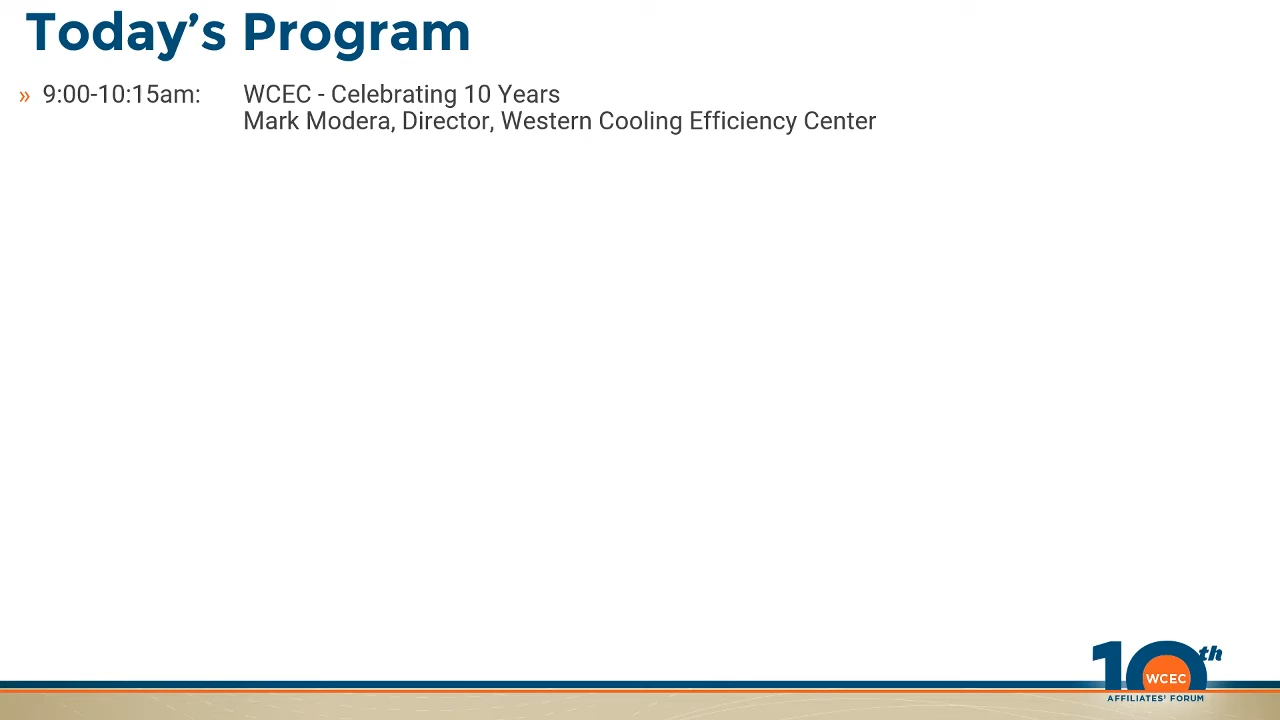 Today’s Program
» 9:00-10:15am: WCEC - Celebrating 10 Years
Mark Modera, Director, Western Cooling Efficiency Center
10th
WCEC
AFFILIATES' FORUM